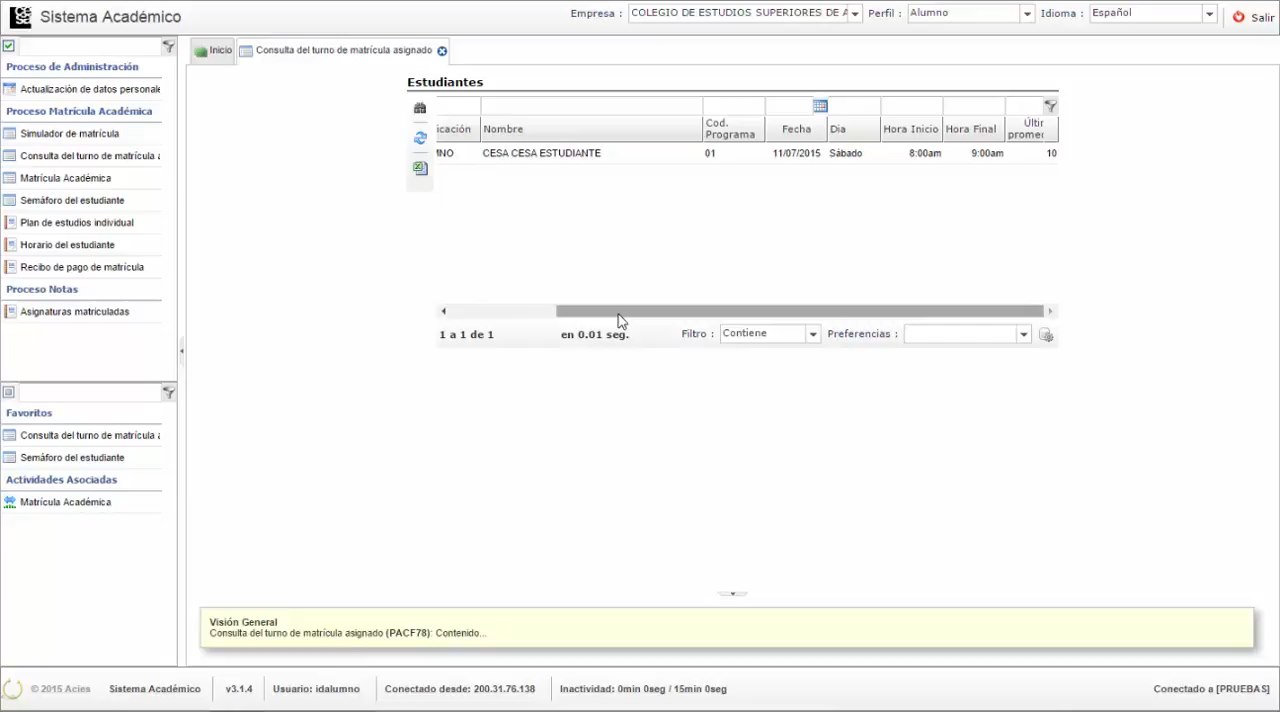 cesa Sistema Académico
Empresa : COLEGIO DE ESTUDIOS SUPERIORES DE A Perfil : Alumno Idioma : Español Salir
Inicio Consulta del turno de matrícula asignado
Proceso de Administración
Actualización de datos personale
Proceso Matrícula Académica
Simulador de matrícula
Consulta del turno de matrícula a
Matrícula Académica
Semáforo del estudiante
Plan de estudios individual
Horario del estudiante
Recibo de pago de matrícula
Proceso Notas
Asignaturas matriculadas
Favoritos
Consulta del turno de matrícula a
Semáforo del estudiante
Actividades Asociadas
Matrícula Académica
Estudiantes
icación Nombre Cod. Programa Fecha Dia Hora Inicio Hora Final Últir promer
MNO CESA CESA ESTUDIANTE 01 11/07/2015 Sábado 8:00am 9:00am 10
1 a 1 de 1 en 0.01 seg. Filtro : Contiene Preferencias :
Visión General
Consulta del turno de matrícula asignado (PACF78): Contenido...
© 2015 Acies Sistema Académico v3.1.4 Usuario: idalumno Conectado desde: 200.31.76.138 Inactividad: 0min 0seg / 15min 0seg Conectado a [PRUEBAS]